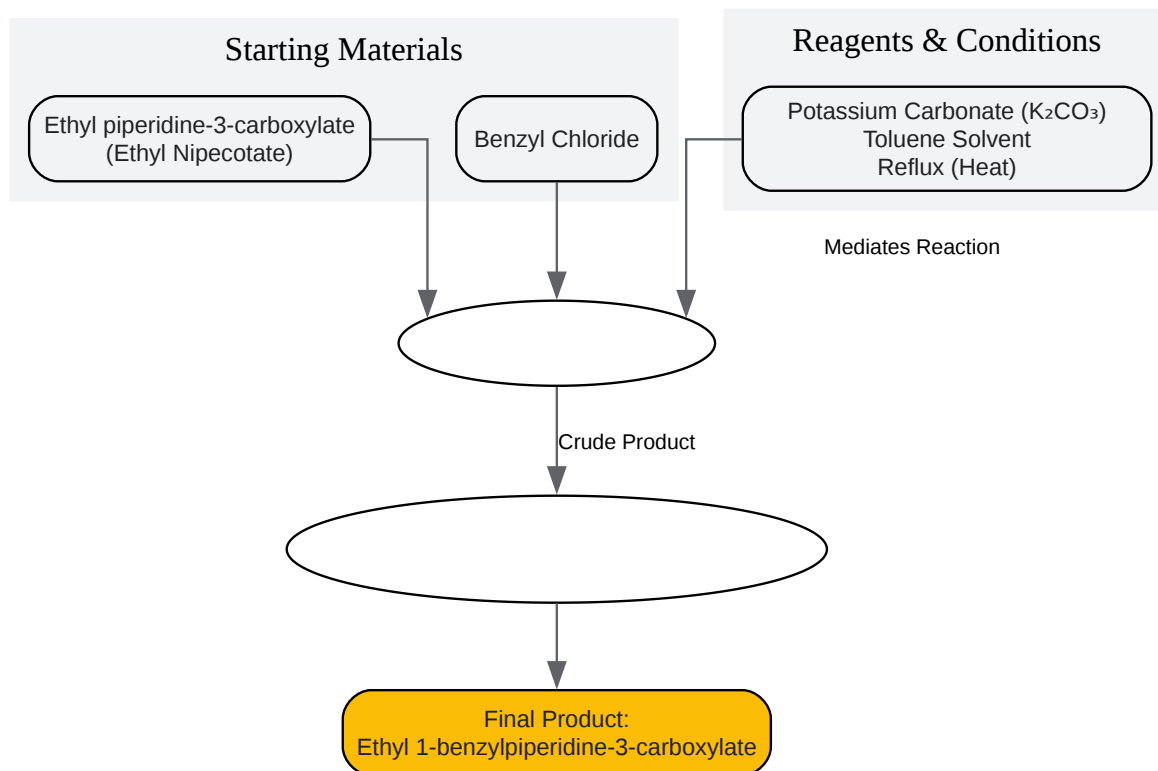 Starting Materials
Reagents & Conditions
Ethyl piperidine-3-carboxylate
(Ethyl Nipecotate)
Benzyl Chloride
Potassium Carbonate (K₂CO₃)
Toluene Solvent
Reflux (Heat)
Mediates Reaction
Crude Product
Final Product:
Ethyl 1-benzylpiperidine-3-carboxylate